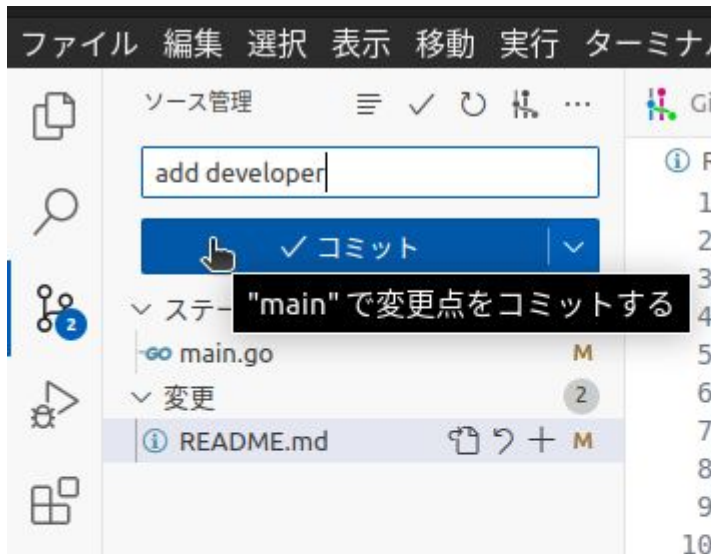 ファイル 編集 選択 表示 移動 実行 ターミナ
ソース管理
Gi
add developer
コミット
"main" で変更点をコミットする
ステー
main.go M
変更 2
README.md M
2
1
2
3
4
5
6
7
8
9
10